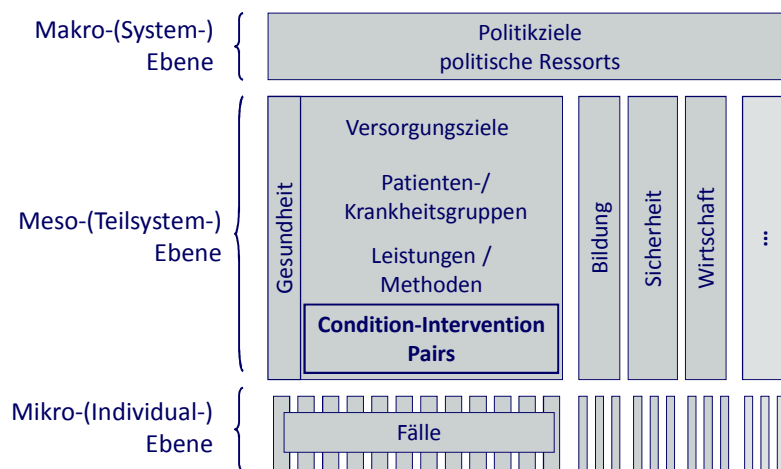 Makro-(System-)
Ebene
Politikziele
politische Ressorts
Meso-(Teilsystem-)
Ebene
Gesundheit
Versorgungsziele
Patienten-/
Krankheitsgruppen
Leistungen /
Methoden
Condition-Intervention
Pairs
Bildung
Sicherheit
Wirtschaft
...
Mikro-(Individual-)
Ebene
Fälle